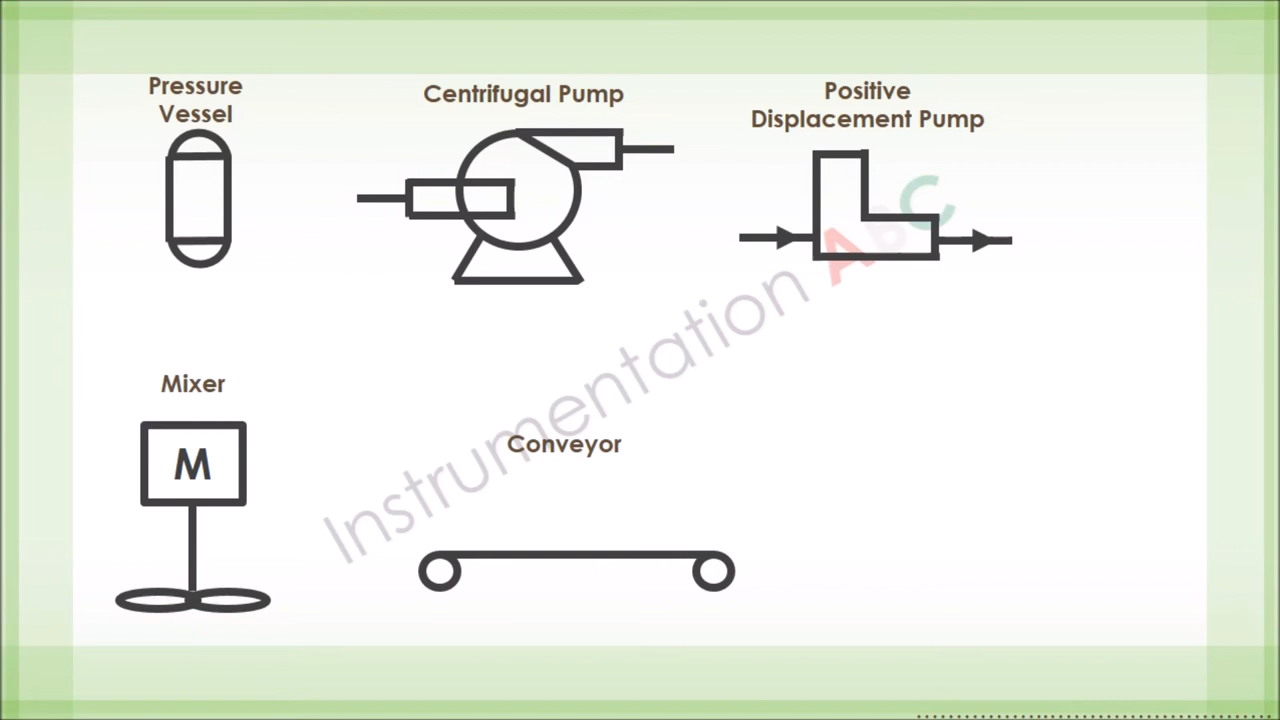 Pressure
Vessel
Centrifugal Pump
Positive
Displacement Pump
Mixer
M
Conveyor
Instrumentation ABC